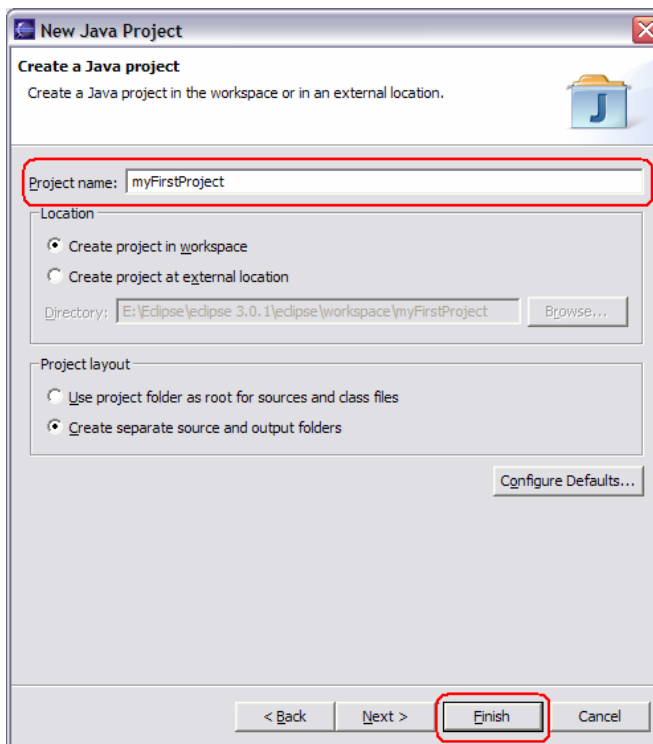 New Java Project
Create a Java project
Create a Java project in the workspace or in an external location.
J
Project name: myFirstProject
Location
Create project in workspace
Create project at external location
Directory: E:\Eclipse\eclipse 3.0.1\eclipse\workspace\myFirstProject Browse...
Project layout
Use project folder as root for sources and class files
Create separate source and output folders
Configure Defaults...
< Back Next > Finish Cancel